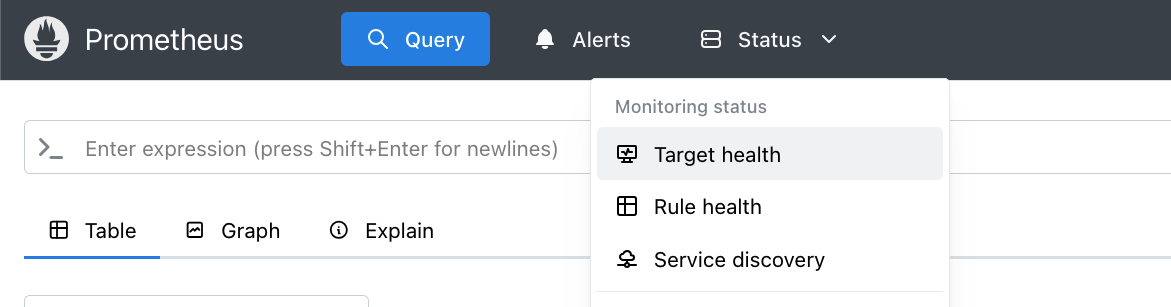 Prometheus Query Alerts Status
Monitoring status
Enter expression (press Shift+Enter for newlines)
Target health
Rule health
Table Graph Explain
Service discovery